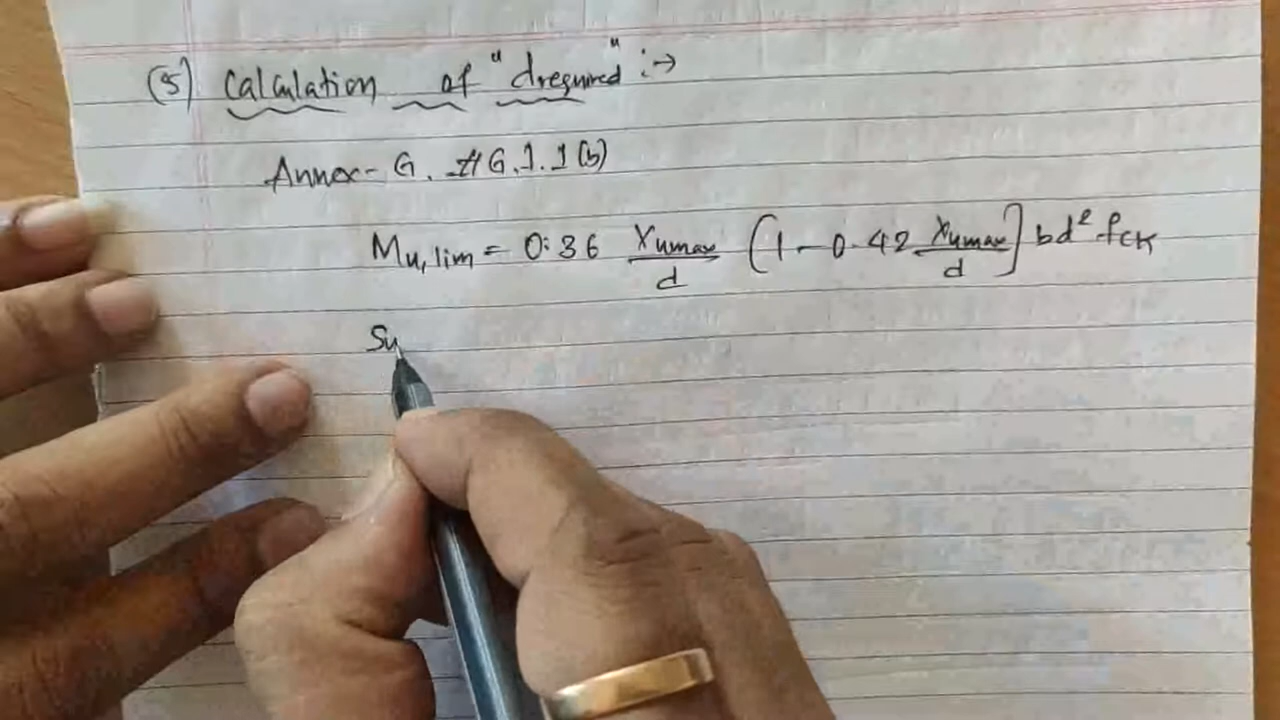 (5) Calculation of "drequired" :→
Annex- G. #G.1.1(b)
Mu,lim = 0.36 Xumax/d (1 - 0.42 Xumax/d] bd² fck
Su